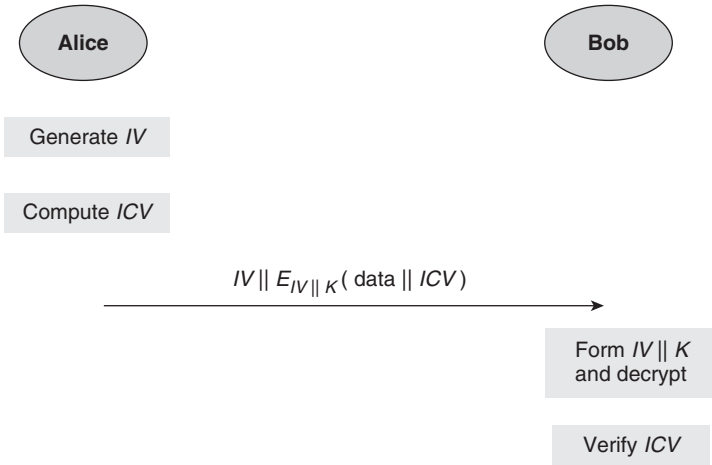 Alice
Bob
Generate IV
Compute ICV
IV || E_{IV || K} ( data || ICV )
Form IV || K
and decrypt
Verify ICV